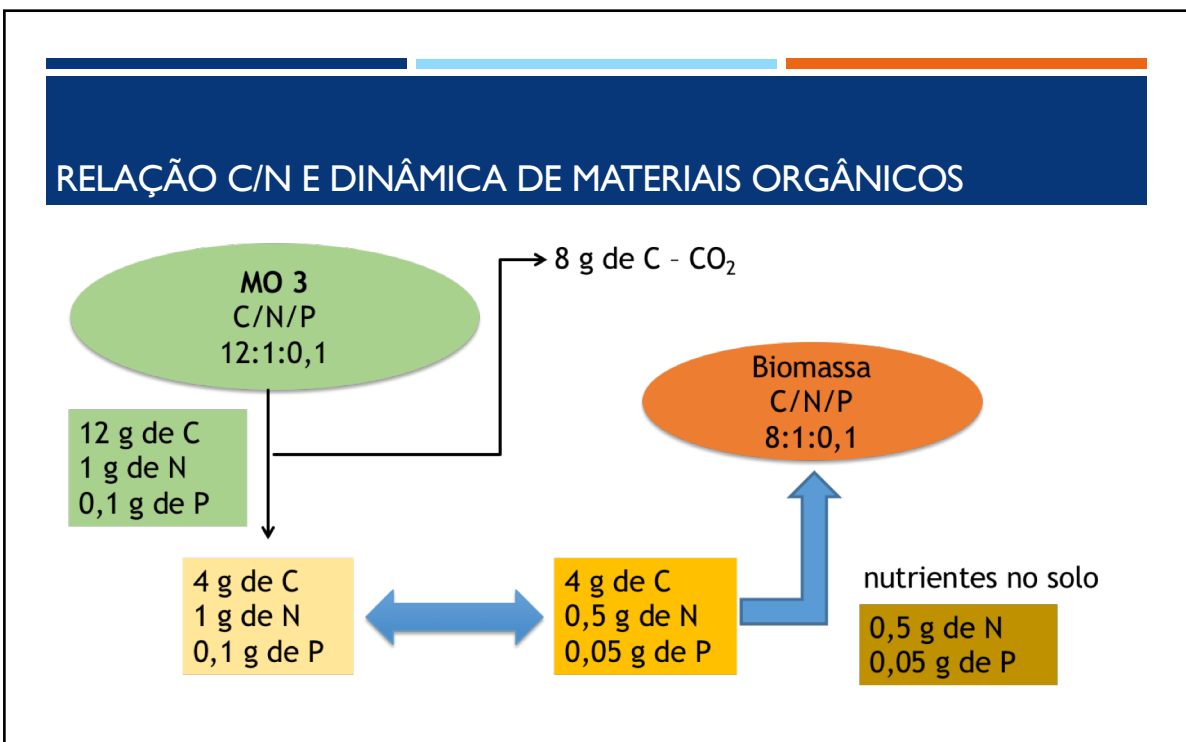 RELAÇÃO C/N E DINÂMICA DE MATERIAIS ORGÂNICOS
MO 3
C/N/P
12:1:0,1
8 g de C – CO₂
12 g de C
1 g de N
0,1 g de P
Biomassa
C/N/P
8:1:0,1
4 g de C
1 g de N
0,1 g de P
4 g de C
0,5 g de N
0,05 g de P
nutrientes no solo
0,5 g de N
0,05 g de P